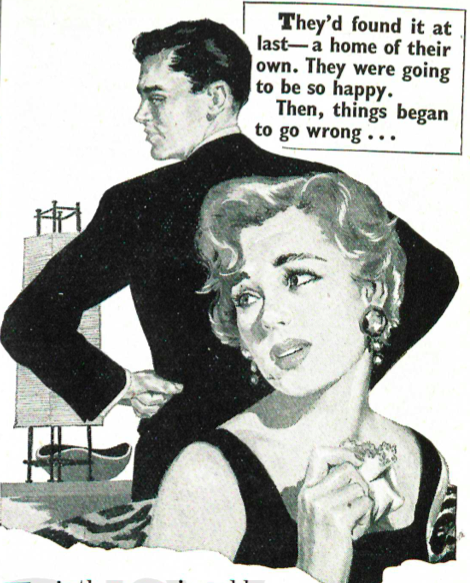 They'd found it at
last—a home of their
own. They were going
to be so happy.
Then, things began
to go wrong . . .